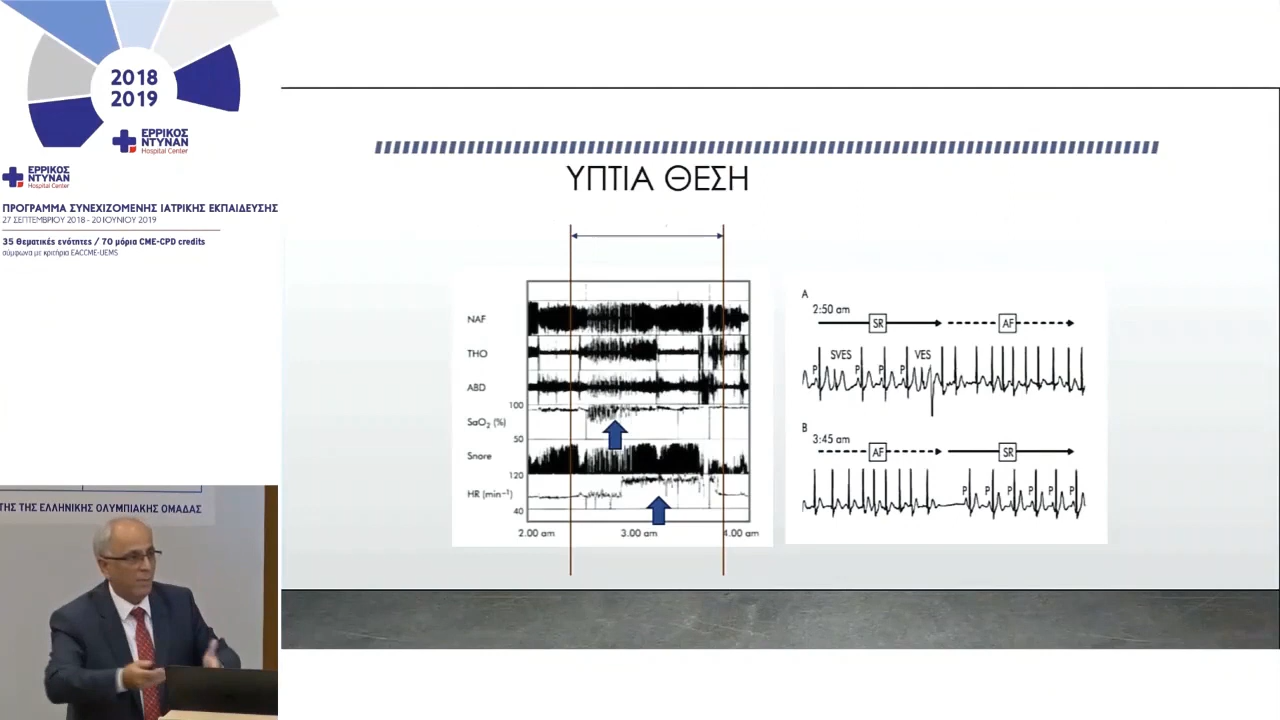 2018
2019
ΕΡΡΙΚΟΣ
ΝΤΥΝΑΝ
Hospital Center
ΕΡΡΙΚΟΣ
ΝΤΥΝΑΝ
Hospital Center
ΠΡΟΓΡΑΜΜΑ ΣΥΝΕΧΙΖΟΜΕΝΗΣ ΙΑΤΡΙΚΗΣ ΕΚΠΑΙΔΕΥΣΗΣ
27 ΣΕΠΤΕΜΒΡΙΟΥ 2018 - 20 ΙΟΥΝΙΟΥ 2019
35 Θεματικές ενότητες / 70 μόρια CME-CPD credits
σύμφωνα με κριτήρια EACCME-UEMS
ΤΗΣ ΤΗΣ ΕΛΛΗΝΙΚΗΣ ΟΛΥΜΠΙΑΚΗΣ ΟΜΑΔΑΣ
ΥΠΤΙΑ ΘΕΣΗ
NAF
THO
ABD
100
SaO₂ (%)
50
Snore
120
HR (min⁻¹)
40
2.00 am 3.00 am 4.00 am
A
2:50 am
SR AF
SVES VES
P P P P
B
3:45 am
AF SR
P P P P P P